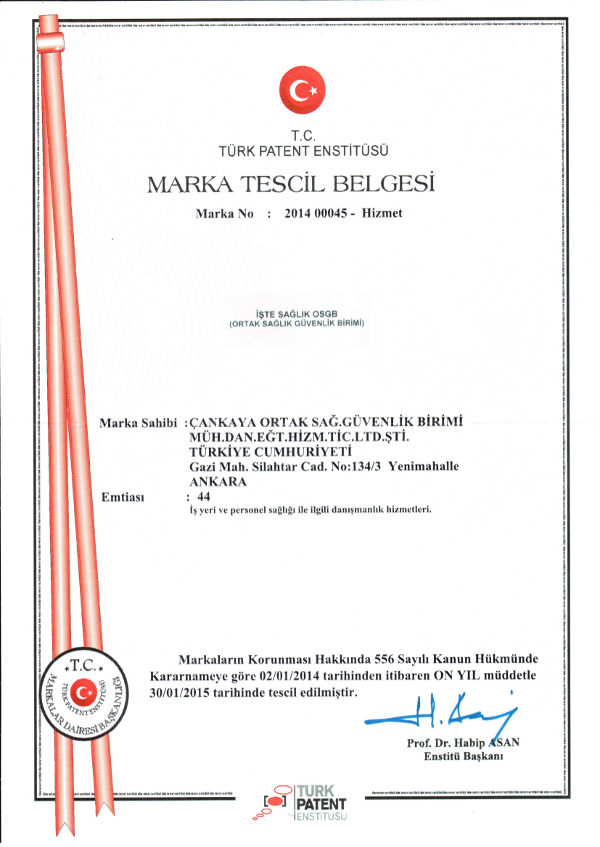 T.C.
TÜRK PATENT ENSTİTÜSÜ
MARKA TESCİL BELGESİ
Marka No : 2014 00045 - Hizmet
İŞTE SAĞLIK OSGB
(ORTAK SAĞLIK GÜVENLİK BİRİMİ)
Marka Sahibi : ÇANKAYA ORTAK SAĞ.GÜVENLİK BİRİMİ
MÜH.DAN.EĞT.HİZM.TİC.LTD.ŞTİ.
TÜRKİYE CUMHURİYETİ
Gazi Mah. Silahtar Cad. No:134/3 Yenimahalle
ANKARA
Emtiası : 44
İş yeri ve personel sağlığı ile ilgili danışmanlık hizmetleri.
Markaların Korunması Hakkında 556 Sayılı Kanun Hükmünde
Kararnameye göre 02/01/2014 tarihinden itibaren ON YIL müddetle
30/01/2015 tarihinde tescil edilmiştir.
T.C.
TÜRK PATENT ENSTİTÜSÜ
MARKALAR DAİRESİ BAŞKANLIĞI
Prof. Dr. Habip ASAN
Enstitü Başkanı
TÜRK
PATENT
ENSTİTÜSÜ